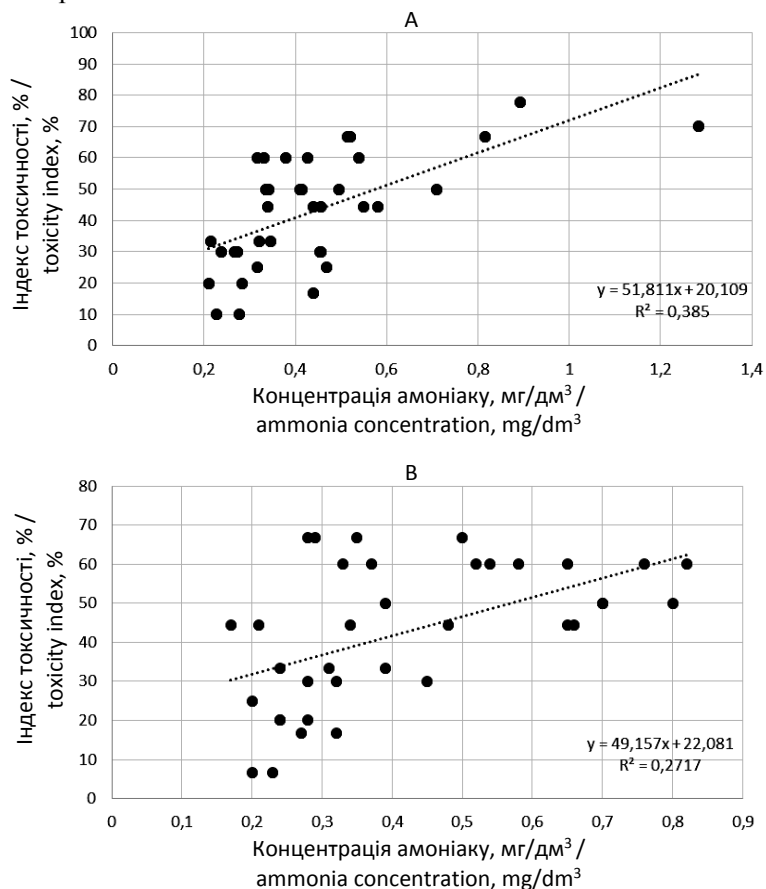 A
100
90
80
70
60
50
40
30
20
10
0
Індекс токсичності, % /
toxicity index, %
y = 51,811x + 20,109
R² = 0,385
0 0,2 0,4 0,6 0,8 1 1,2 1,4
Концентрація амоніаку, мг/дм³ /
ammonia concentration, mg/dm³
B
80
70
60
50
40
30
20
10
0
Індекс токсичності, % /
toxicity index, %
y = 49,157x + 22,081
R² = 0,2717
0 0,1 0,2 0,3 0,4 0,5 0,6 0,7 0,8 0,9
Концентрація амоніаку, мг/дм³ /
ammonia concentration, mg/dm³